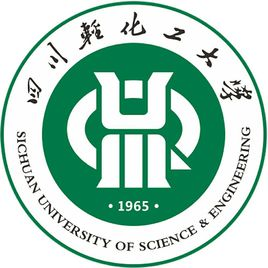 四川轻化工大学
·1965·
SICHUAN UNIVERSITY OF SCIENCE & ENGINEERING